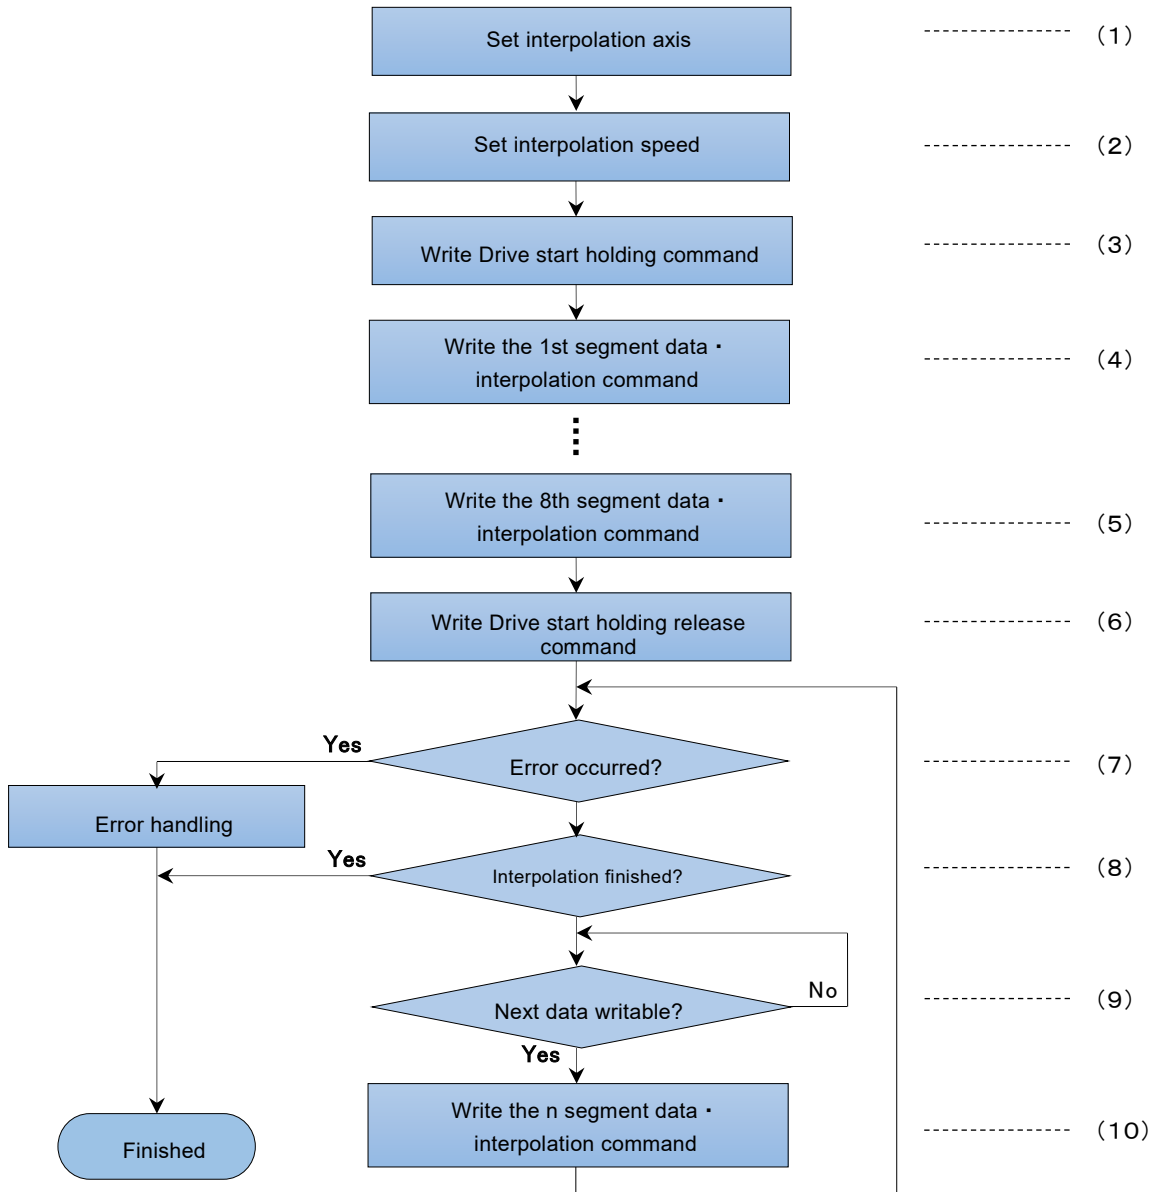 Set interpolation axis
(1)
Set interpolation speed
(2)
Write Drive start holding command
(3)
Write the 1st segment data・
interpolation command
(4)
Write the 8th segment data・
interpolation command
(5)
Write Drive start holding release
command
(6)
Yes
Error occurred?
(7)
Error handling
Yes
Interpolation finished?
(8)
Next data writable?
No
(9)
Yes
Write the n segment data・
interpolation command
(10)
Finished